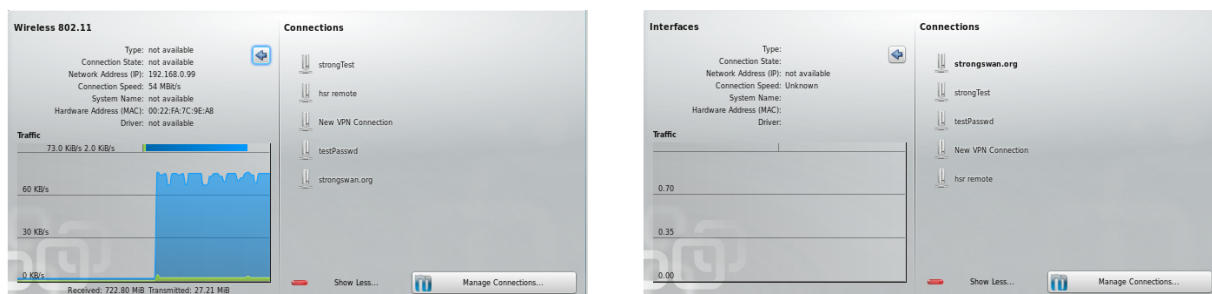 Wireless 802.11
Type: not available
Connection State: not available
Network Address (IP): 192.168.0.99
Connection Speed: 54 MBit/s
System Name: not available
Hardware Address (MAC): 00:22:FA:7C:9E:A8
Driver: not available
Traffic
73.0 KiB/s 2.0 KiB/s
60 KB/s
30 KB/s
0 KB/s
Received: 722.80 MiB Transmitted: 27.21 MiB
Connections
strongTest
hsr remote
New VPN Connection
testPasswd
strongswan.org
Show Less...
Manage Connections...
Interfaces
Type:
Connection State:
Network Address (IP): not available
Connection Speed: Unknown
System Name:
Hardware Address (MAC):
Driver:
Traffic
0.70
0.35
0.00
Connections
strongswan.org
strongTest
testPasswd
New VPN Connection
hsr remote
Show Less...
Manage Connections...